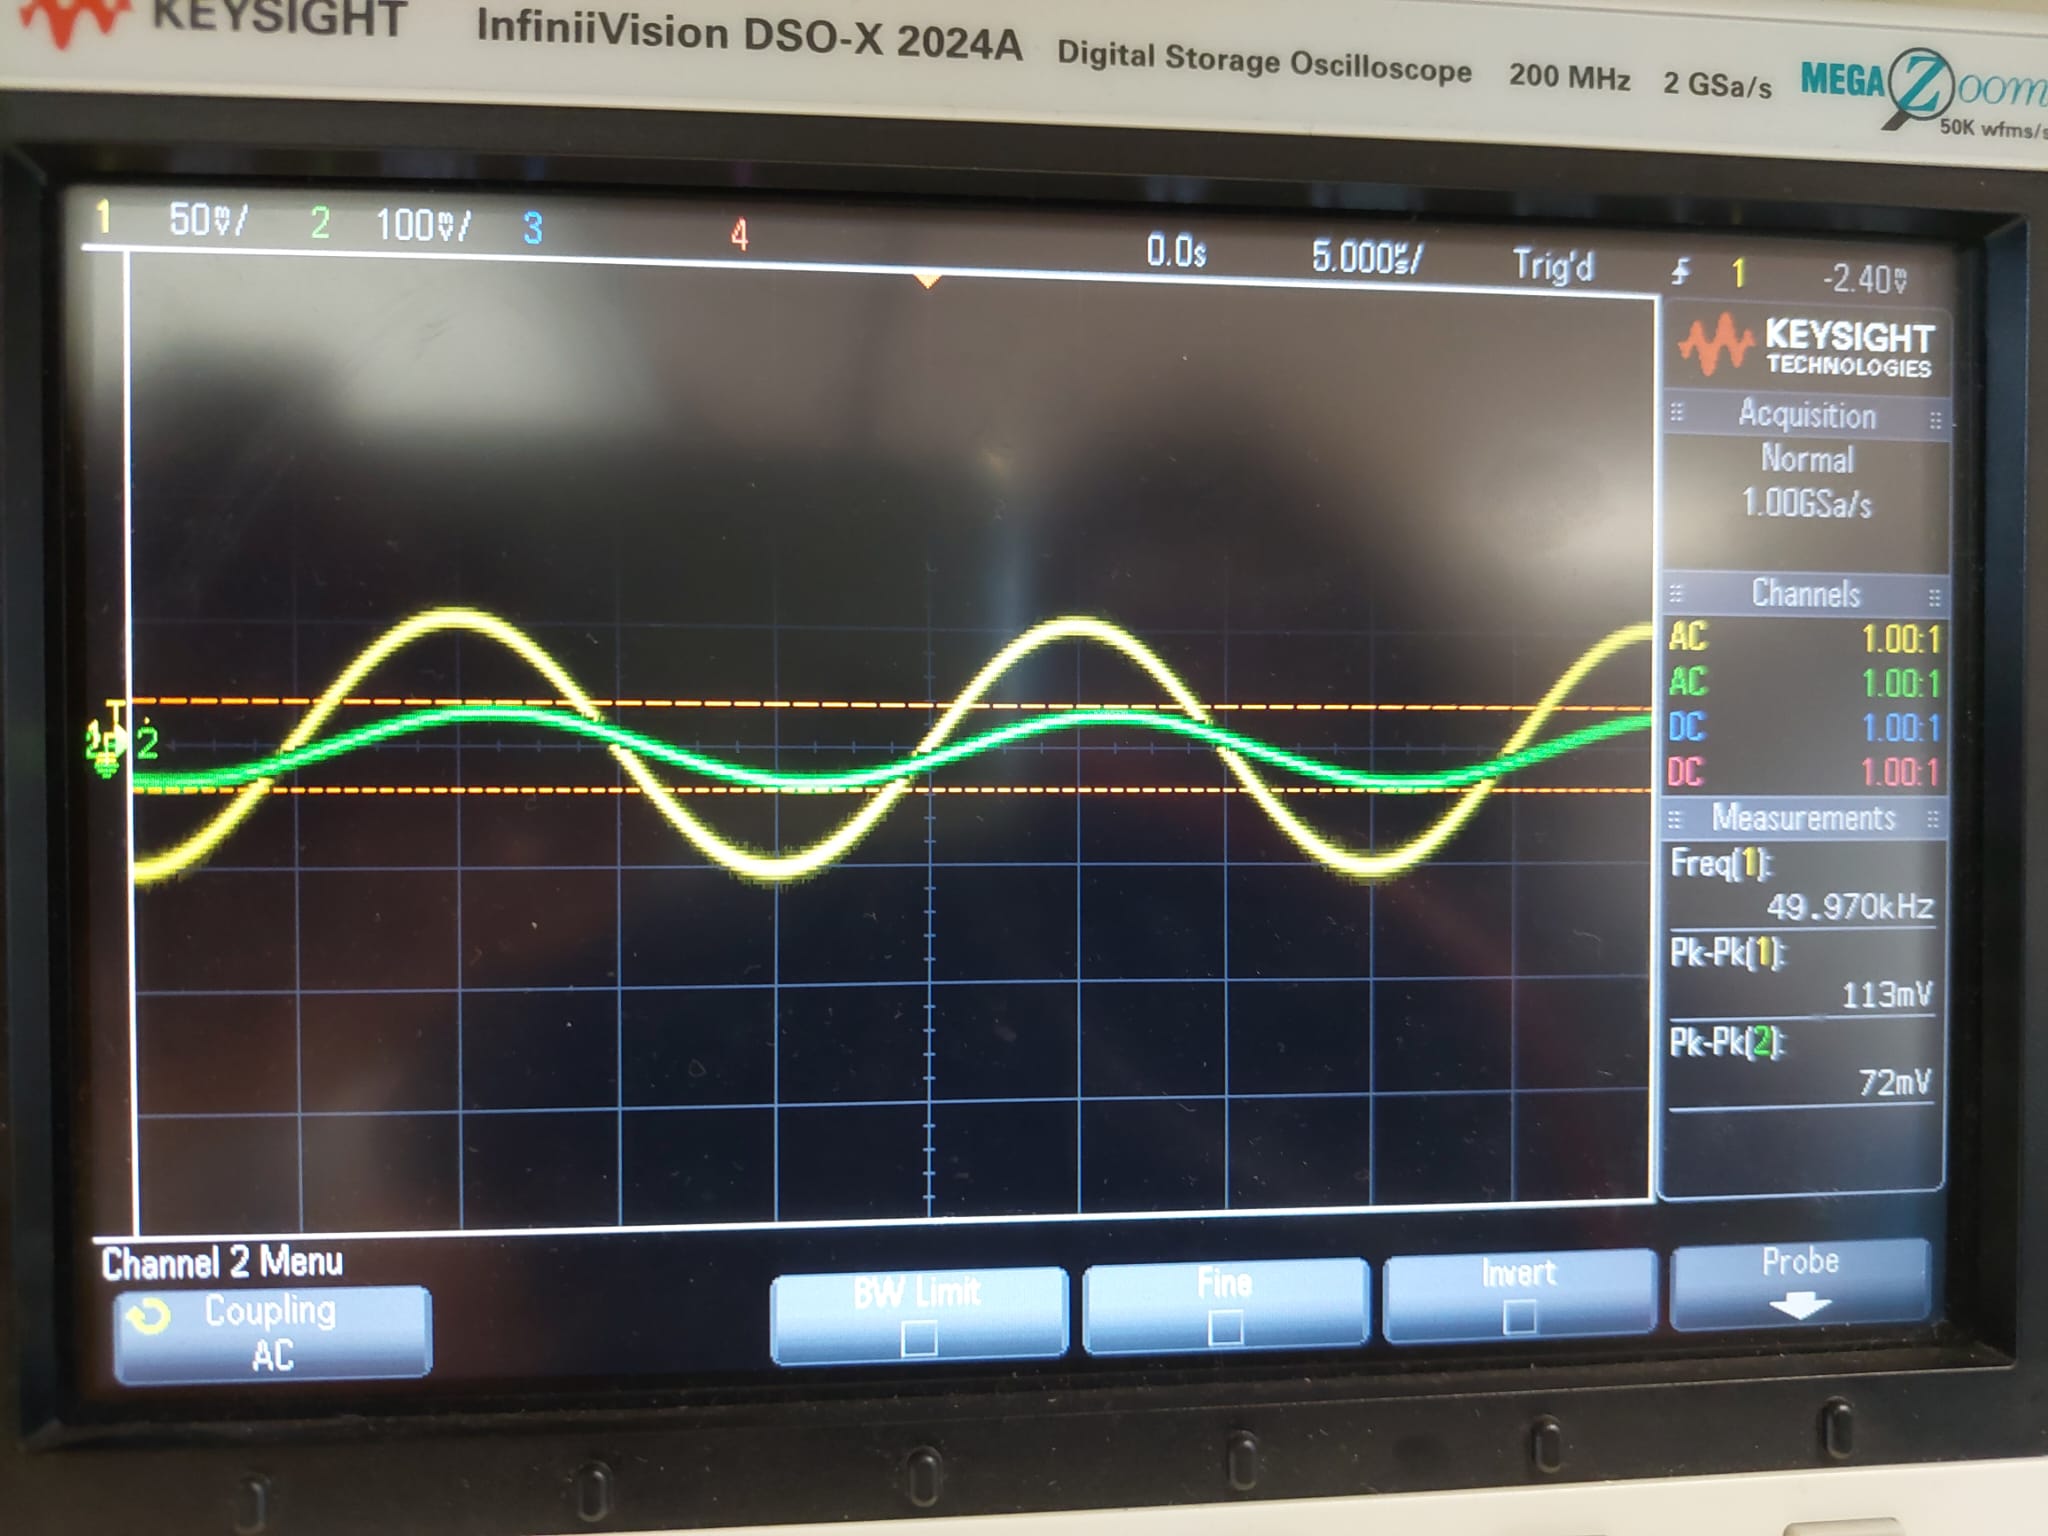 KEYSIGHT InfiniiVision DSO-X 2024A Digital Storage Oscilloscope 200 MHz 2 GSa/s MEGA Zoom
50K wfms/s
1 50mV/ 2 100mV/ 3 4 0.0s 5.000us/ Trig'd 1 -2.40mV
KEYSIGHT
TECHNOLOGIES
Acquisition
Normal
1.00GSa/s
Channels
AC 1.00:1
AC 1.00:1
DC 1.00:1
DC 1.00:1
Measurements
Freq(1):
49.970kHz
Pk-Pk(1):
113mV
Pk-Pk(2):
72mV
T
2
Channel 2 Menu
Coupling
AC
BW Limit
Fine
Invert
Probe